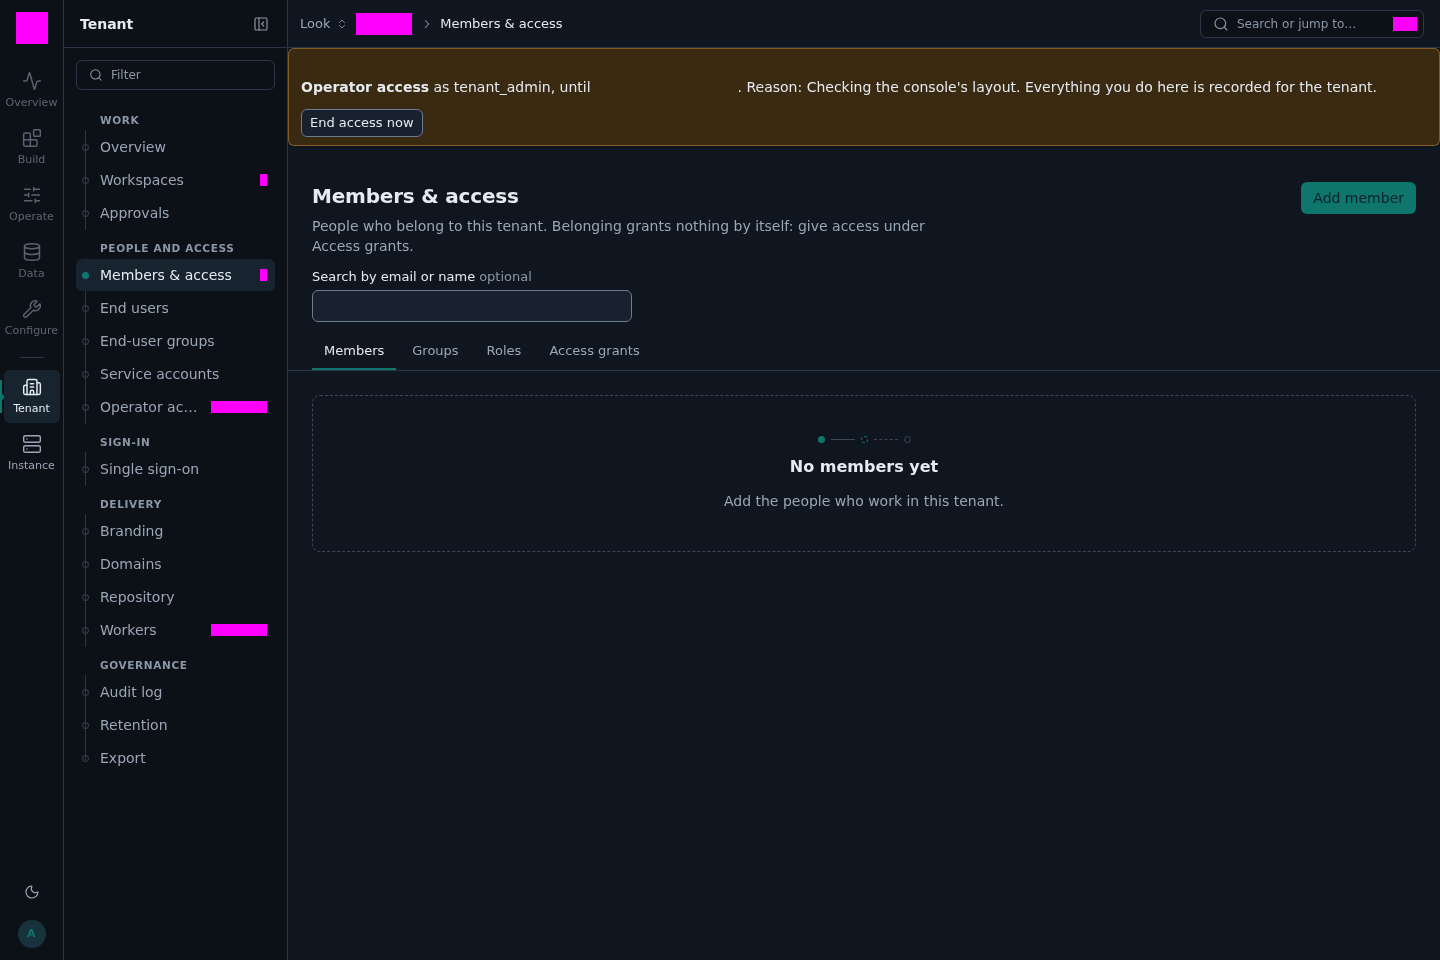 Tenant
Look
Members & access
Search or jump to...
Filter
Overview
Build
Operate
Data
Configure
Tenant
Instance
A
WORK
Overview
Workspaces
Approvals
PEOPLE AND ACCESS
Members & access
End users
End-user groups
Service accounts
Operator ac...
SIGN-IN
Single sign-on
DELIVERY
Branding
Domains
Repository
Workers
GOVERNANCE
Audit log
Retention
Export
Operator access as tenant_admin, until . Reason: Checking the console's layout. Everything you do here is recorded for the tenant.
End access now
Members & access
Add member
People who belong to this tenant. Belonging grants nothing by itself: give access under
Access grants.
Search by email or name optional
Members Groups Roles Access grants
No members yet
Add the people who work in this tenant.